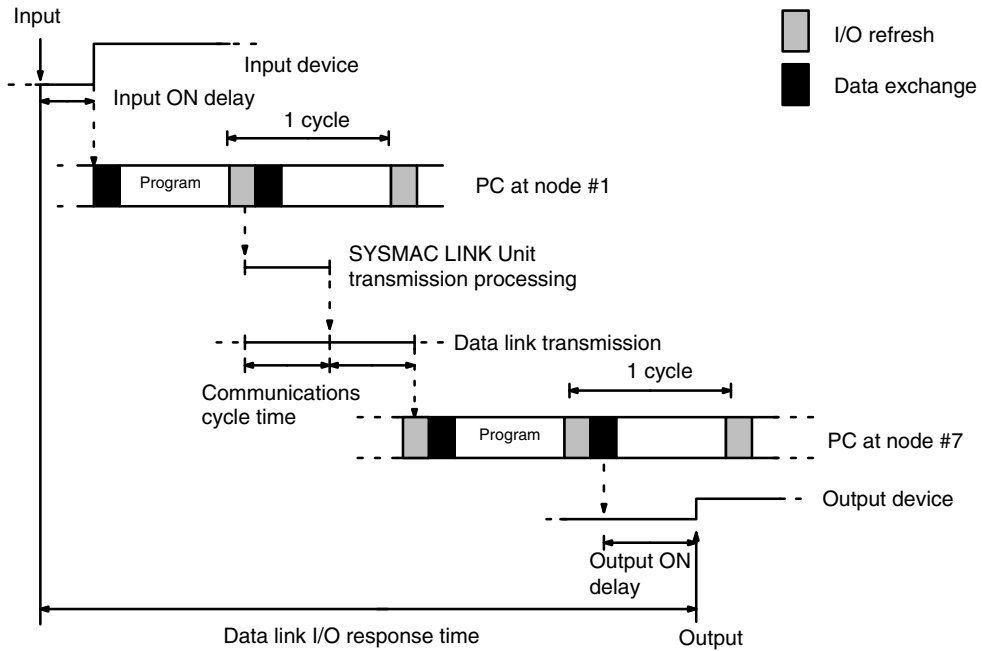 Input
I/O refresh
Input device
Data exchange
Input ON delay
1 cycle
Program
PC at node #1
SYSMAC LINK Unit
transmission processing
Data link transmission
Communications
cycle time
1 cycle
Program
PC at node #7
Output device
Output ON
delay
Data link I/O response time
Output